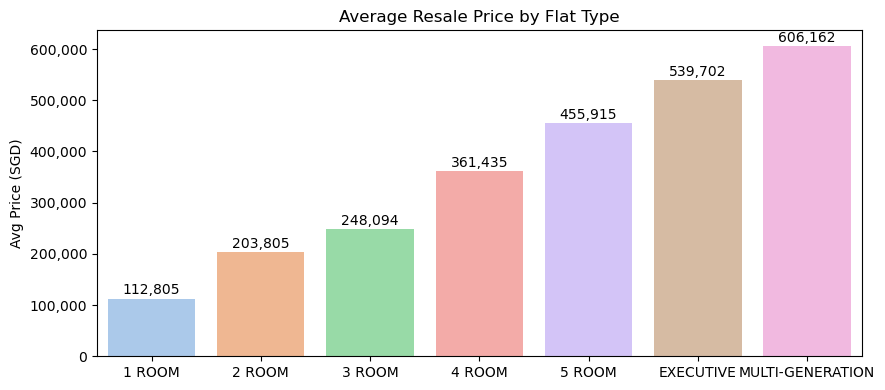 Average Resale Price by Flat Type
Avg Price (SGD)
600,000
500,000
400,000
300,000
200,000
100,000
0
112,805
203,805
248,094
361,435
455,915
539,702
606,162
1 ROOM
2 ROOM
3 ROOM
4 ROOM
5 ROOM
EXECUTIVE
MULTI-GENERATION